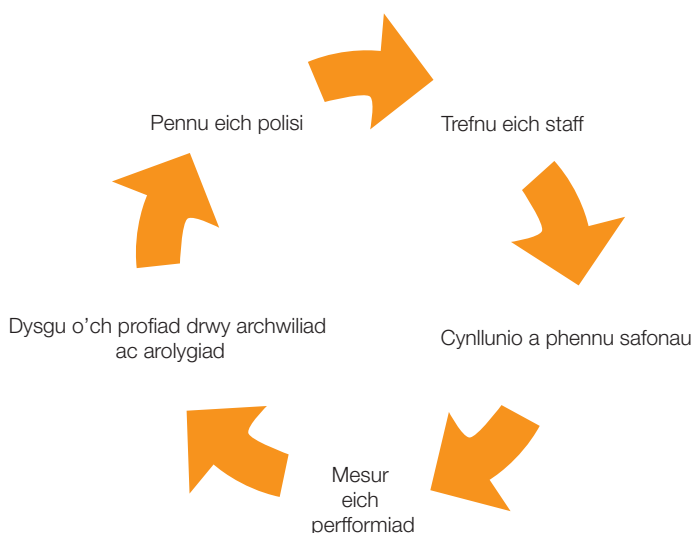 Pennu eich polisi
Trefnu eich staff
Cynllunio a phennu safonau
Mesur
eich
perfformiad
Dysgu o’ch profiad drwy archwiliad
ac arolygiad